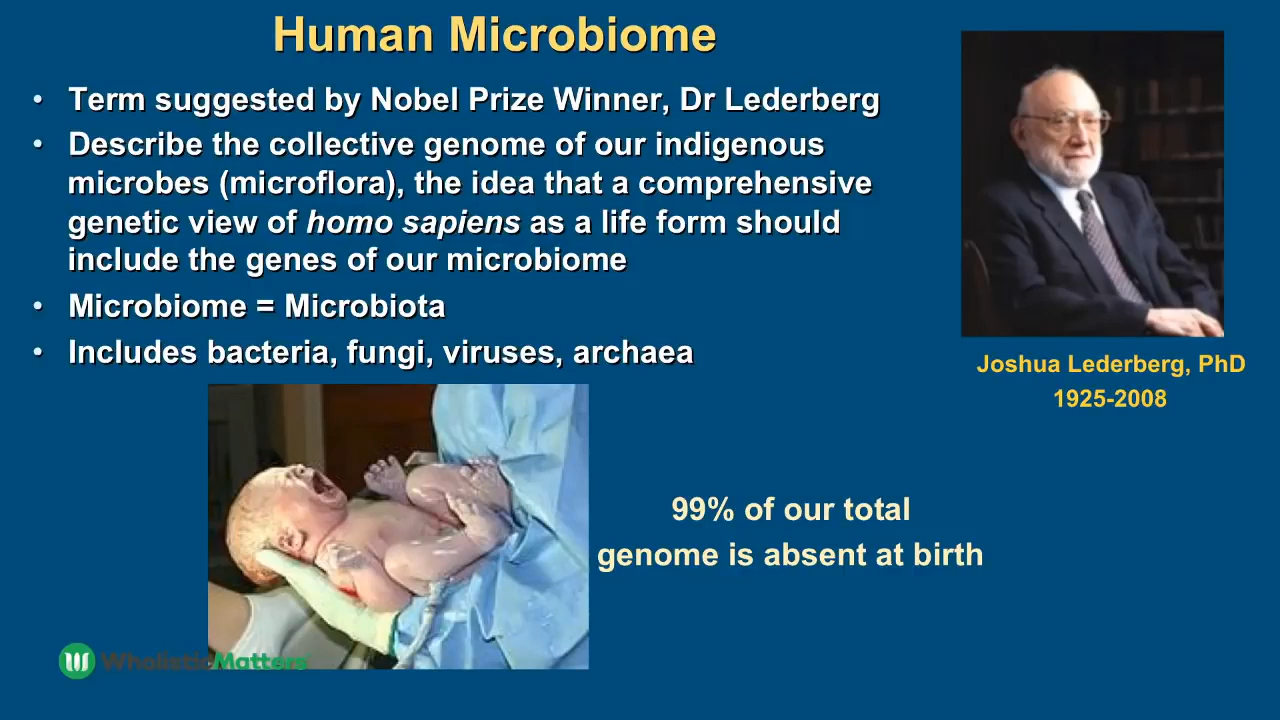 Human Microbiome
• Term suggested by Nobel Prize Winner, Dr Lederberg
• Describe the collective genome of our indigenous
microbes (microflora), the idea that a comprehensive
genetic view of homo sapiens as a life form should
include the genes of our microbiome
• Microbiome = Microbiota
• Includes bacteria, fungi, viruses, archaea
Joshua Lederberg, PhD
1925-2008
99% of our total
genome is absent at birth
WholisticMatters